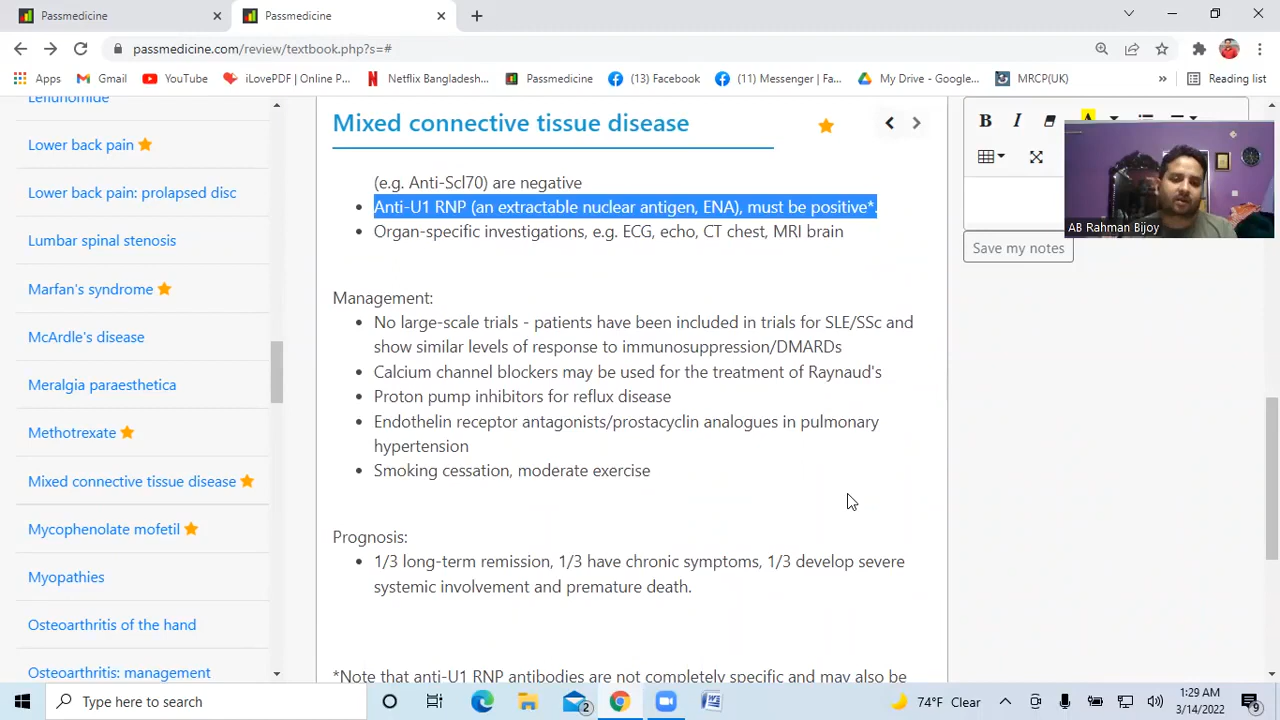 Passmedicine
Passmedicine
passmedicine.com/review/textbook.php?s=#
Apps
Gmail
YouTube
iLovePDF | Online P...
Netflix Bangladesh...
Passmedicine
(13) Facebook
(11) Messenger | Fa...
My Drive - Google...
MRCP(UK)
»
Reading list
Leflunomide
Lower back pain
Lower back pain: prolapsed disc
Lumbar spinal stenosis
Marfan's syndrome
McArdle's disease
Meralgia paraesthetica
Methotrexate
Mixed connective tissue disease
Mycophenolate mofetil
Myopathies
Osteoarthritis of the hand
Osteoarthritis: management
Mixed connective tissue disease
(e.g. Anti-Scl70) are negative
• Anti-U1 RNP (an extractable nuclear antigen, ENA), must be positive*.
• Organ-specific investigations, e.g. ECG, echo, CT chest, MRI brain
Management:
• No large-scale trials - patients have been included in trials for SLE/SSc and
show similar levels of response to immunosuppression/DMARDs
• Calcium channel blockers may be used for the treatment of Raynaud's
• Proton pump inhibitors for reflux disease
• Endothelin receptor antagonists/prostacyclin analogues in pulmonary
hypertension
• Smoking cessation, moderate exercise
Prognosis:
• 1/3 long-term remission, 1/3 have chronic symptoms, 1/3 develop severe
systemic involvement and premature death.
*Note that anti-U1 RNP antibodies are not completely specific and may also be
B I A
AB Rahman Bijoy
Save my notes
Type here to search
2
74°F Clear
1:29 AM
3/14/2022
9